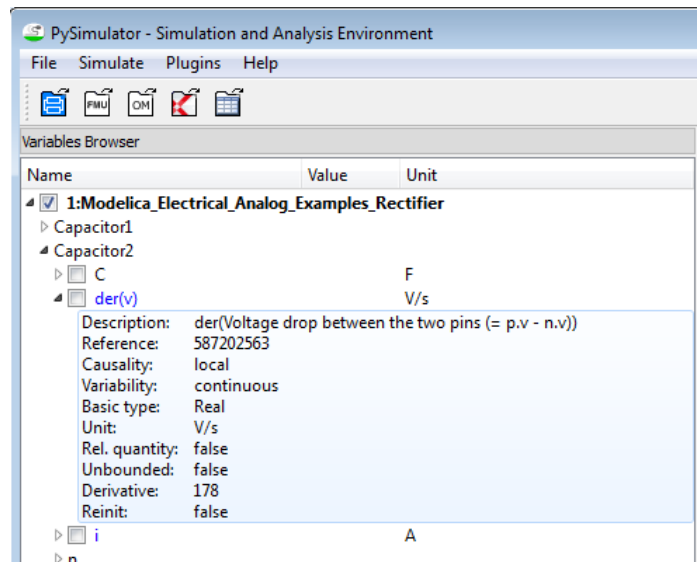 PySimulator - Simulation and Analysis Environment
File Simulate Plugins Help
FMU OM
Variables Browser
Name Value Unit
1:Modelica_Electrical_Analog_Examples_Rectifier
Capacitor1
Capacitor2
C F
der(v) V/s
Description: der(Voltage drop between the two pins (= p.v - n.v))
Reference: 587202563
Causality: local
Variability: continuous
Basic type: Real
Unit: V/s
Rel. quantity: false
Unbounded: false
Derivative: 178
Reinit: false
i A
n